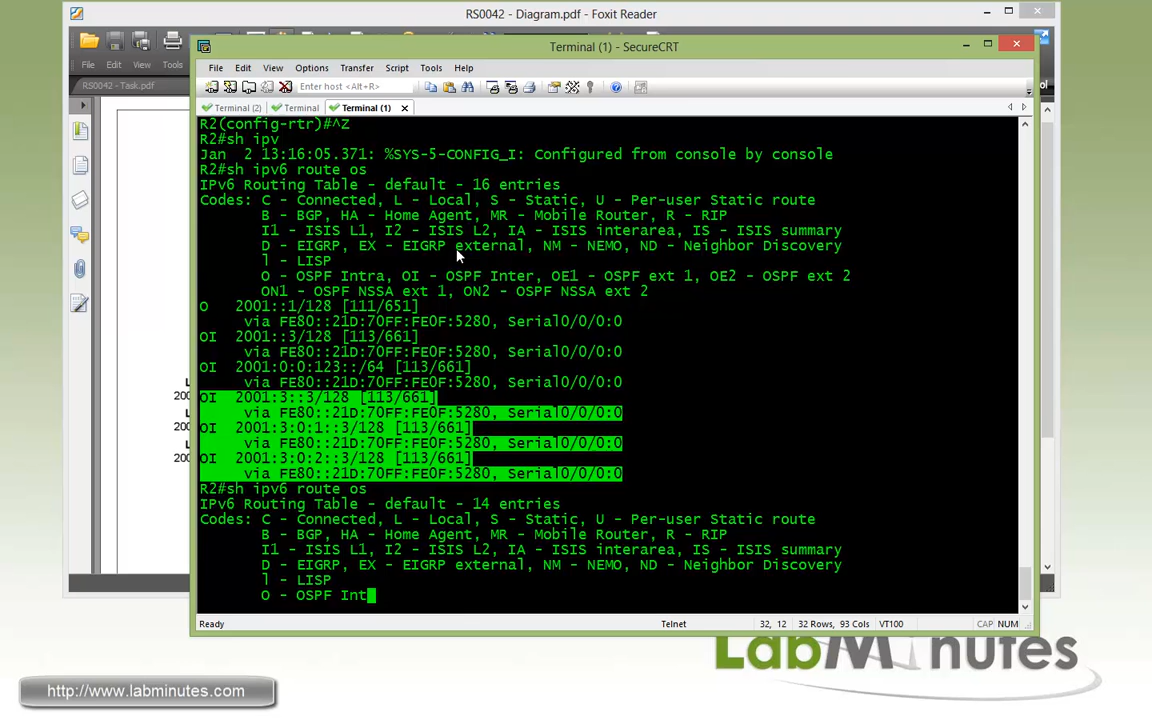 RS0042 - Diagram.pdf - Foxit Reader
File Edit View Tools
RS0042 - Task.pdf
L
200
L
200
L
200
Terminal (1) - SecureCRT
File Edit View Options Transfer Script Tools Help
Enter host <Alt+R>
Terminal (2) Terminal Terminal (1)
R2(config-rtr)#^Z
R2#sh ipv
Jan  2 13:16:05.371: %SYS-5-CONFIG_I: Configured from console by console
R2#sh ipv6 route os
IPv6 Routing Table - default - 16 entries
Codes: C - Connected, L - Local, S - Static, U - Per-user Static route
B - BGP, HA - Home Agent, MR - Mobile Router, R - RIP
I1 - ISIS L1, I2 - ISIS L2, IA - ISIS interarea, IS - ISIS summary
D - EIGRP, EX - EIGRP external, NM - NEMO, ND - Neighbor Discovery
l - LISP
O - OSPF Intra, OI - OSPF Inter, OE1 - OSPF ext 1, OE2 - OSPF ext 2
ON1 - OSPF NSSA ext 1, ON2 - OSPF NSSA ext 2
O   2001::1/128 [111/651]
via FE80::21D:70FF:FE0F:5280, Serial0/0/0:0
OI  2001::3/128 [113/661]
via FE80::21D:70FF:FE0F:5280, Serial0/0/0:0
OI  2001:0:0:123::/64 [113/661]
via FE80::21D:70FF:FE0F:5280, Serial0/0/0:0
OI  2001:3::3/128 [113/661]
via FE80::21D:70FF:FE0F:5280, Serial0/0/0:0
OI  2001:3:0:1::3/128 [113/661]
via FE80::21D:70FF:FE0F:5280, Serial0/0/0:0
OI  2001:3:0:2::3/128 [113/661]
via FE80::21D:70FF:FE0F:5280, Serial0/0/0:0
R2#sh ipv6 route os
IPv6 Routing Table - default - 14 entries
Codes: C - Connected, L - Local, S - Static, U - Per-user Static route
B - BGP, HA - Home Agent, MR - Mobile Router, R - RIP
I1 - ISIS L1, I2 - ISIS L2, IA - ISIS interarea, IS - ISIS summary
D - EIGRP, EX - EIGRP external, NM - NEMO, ND - Neighbor Discovery
l - LISP
O - OSPF Int
Ready Telnet 32, 12 32 Rows, 93 Cols VT100 CAP NUM
LabMinutes
http://www.labminutes.com